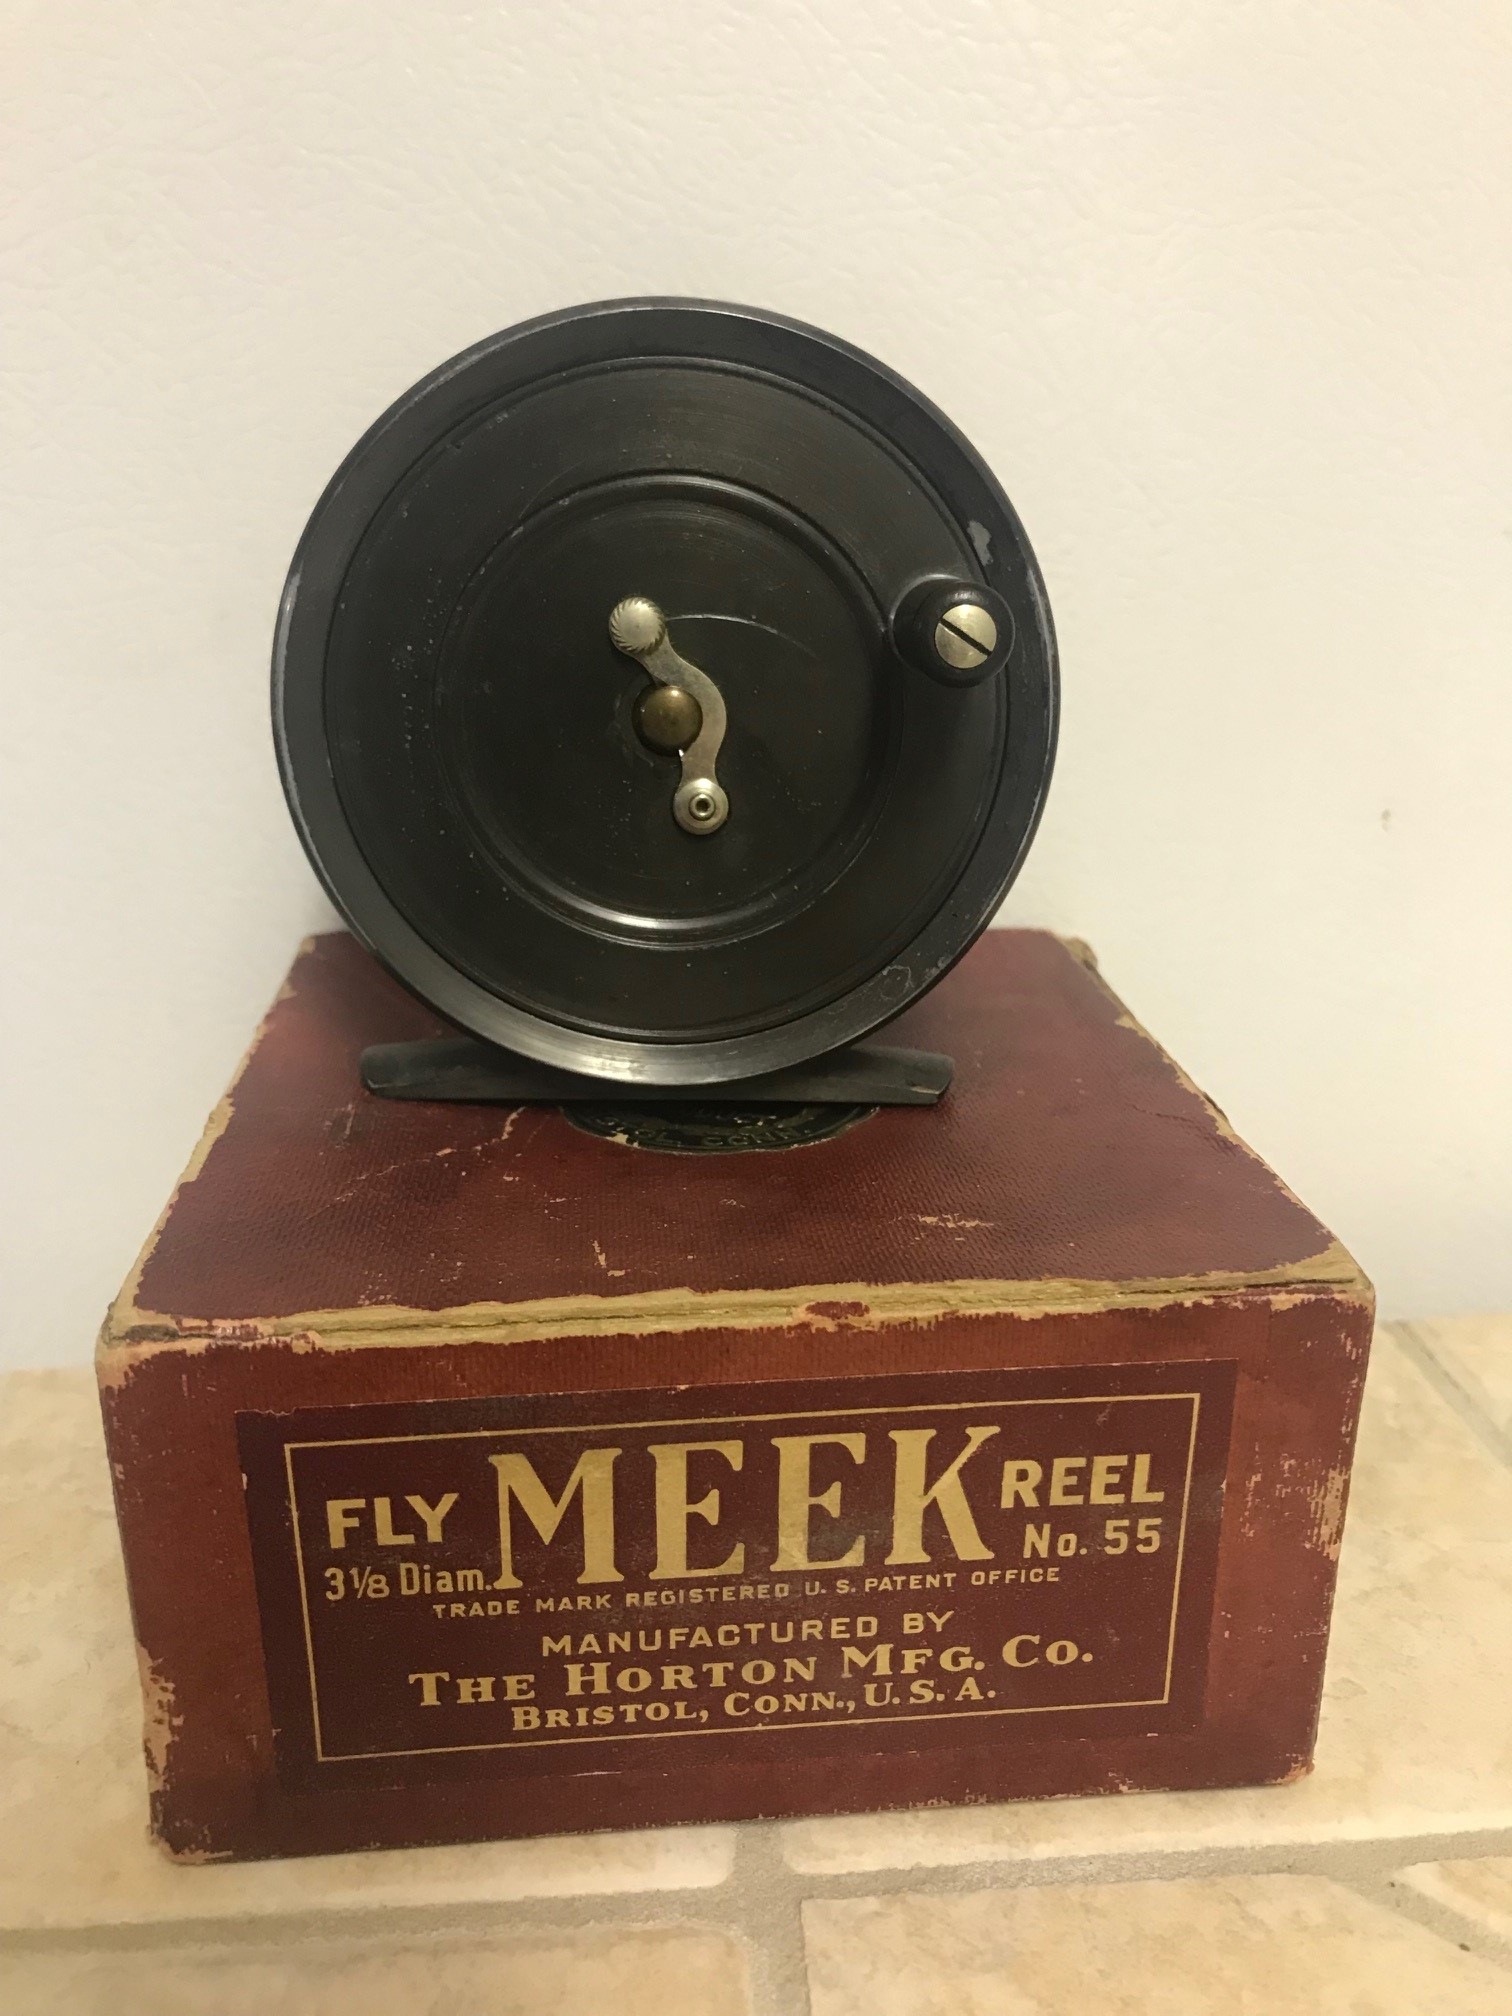 CONN.
FLY MEEK REEL
3 1/8 Diam. No. 55
TRADE MARK REGISTERED U. S. PATENT OFFICE
MANUFACTURED BY
THE HORTON MFG. CO.
BRISTOL, CONN., U. S. A.